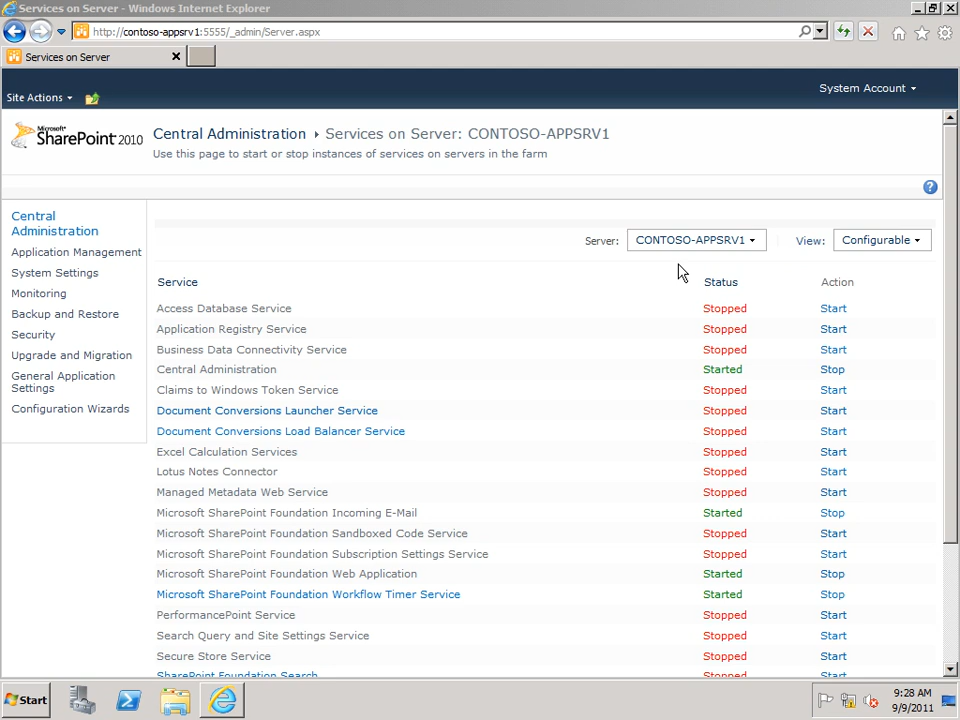 Services on Server - Windows Internet Explorer
http://contoso-appsrv1:5555/_admin/Server.aspx
Services on Server
System Account
Site Actions
Microsoft
SharePoint 2010
Central Administration Services on Server: CONTOSO-APPSRV1
Use this page to start or stop instances of services on servers in the farm
Central
Administration
Application Management
System Settings
Monitoring
Backup and Restore
Security
Upgrade and Migration
General Application
Settings
Configuration Wizards
Server: CONTOSO-APPSRV1 View: Configurable
Service Status Action
Access Database Service Stopped Start
Application Registry Service Stopped Start
Business Data Connectivity Service Stopped Start
Central Administration Started Stop
Claims to Windows Token Service Stopped Start
Document Conversions Launcher Service Stopped Start
Document Conversions Load Balancer Service Stopped Start
Excel Calculation Services Stopped Start
Lotus Notes Connector Stopped Start
Managed Metadata Web Service Stopped Start
Microsoft SharePoint Foundation Incoming E-Mail Started Stop
Microsoft SharePoint Foundation Sandboxed Code Service Stopped Start
Microsoft SharePoint Foundation Subscription Settings Service Stopped Start
Microsoft SharePoint Foundation Web Application Started Stop
Microsoft SharePoint Foundation Workflow Timer Service Started Stop
PerformancePoint Service Stopped Start
Search Query and Site Settings Service Stopped Start
Secure Store Service Stopped Start
SharePoint Foundation Search Stopped Start
Start
9:28 AM
9/9/2011